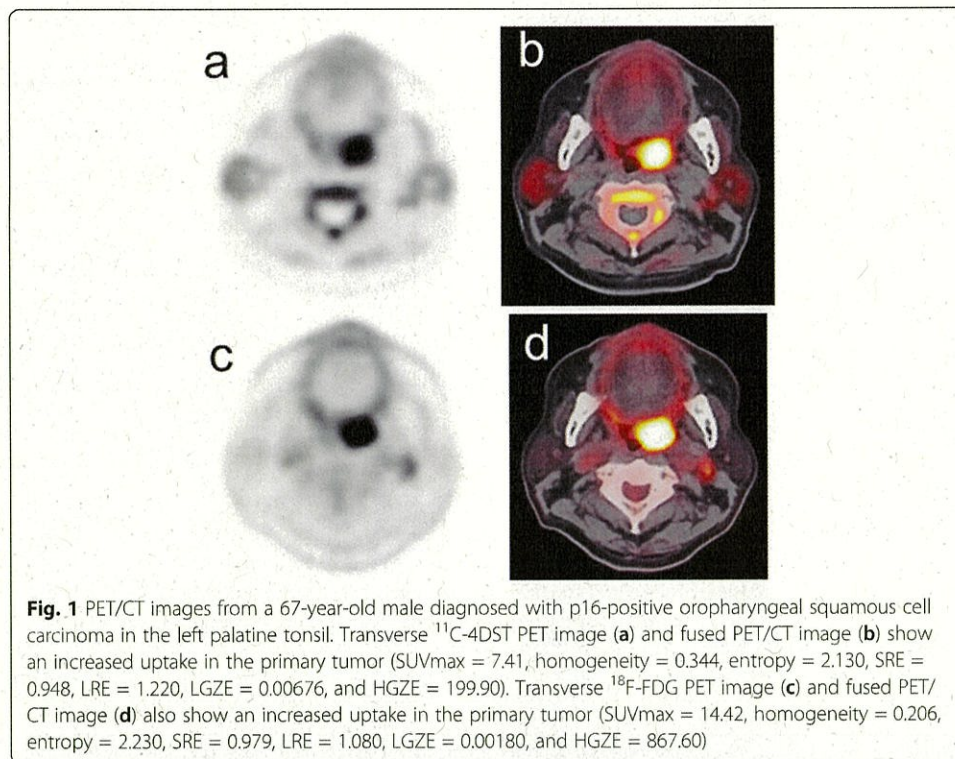 a
b
c
d
Fig. 1 PET/CT images from a 67-year-old male diagnosed with p16-positive oropharyngeal squamous cell
carcinoma in the left palatine tonsil. Transverse ¹¹C-4DST PET image (a) and fused PET/CT image (b) show
an increased uptake in the primary tumor (SUVmax = 7.41, homogeneity = 0.344, entropy = 2.130, SRE =
0.948, LRE = 1.220, LGZE = 0.00676, and HGZE = 199.90). Transverse ¹⁸F-FDG PET image (c) and fused PET/
CT image (d) also show an increased uptake in the primary tumor (SUVmax = 14.42, homogeneity = 0.206,
entropy = 2.230, SRE = 0.979, LRE = 1.080, LGZE = 0.00180, and HGZE = 867.60)